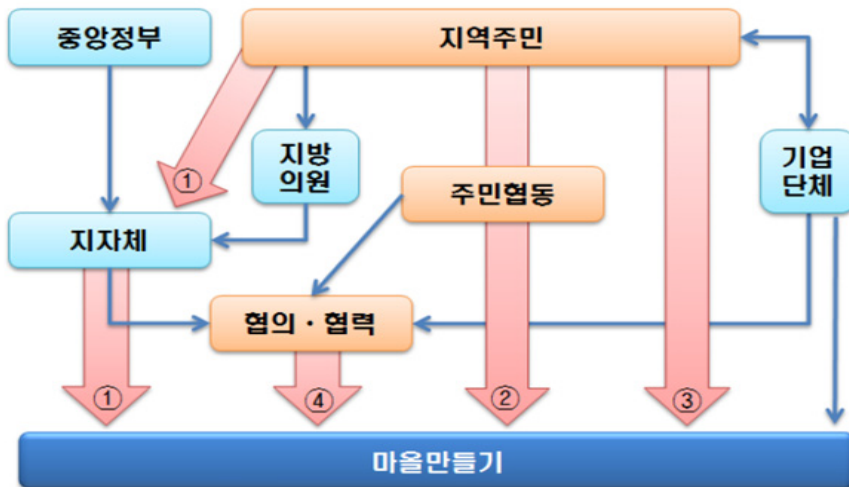 중앙정부
지역주민
지방
의원
기업
단체
①
주민협동
지자체
협의 · 협력
①
④
②
③
마을만들기